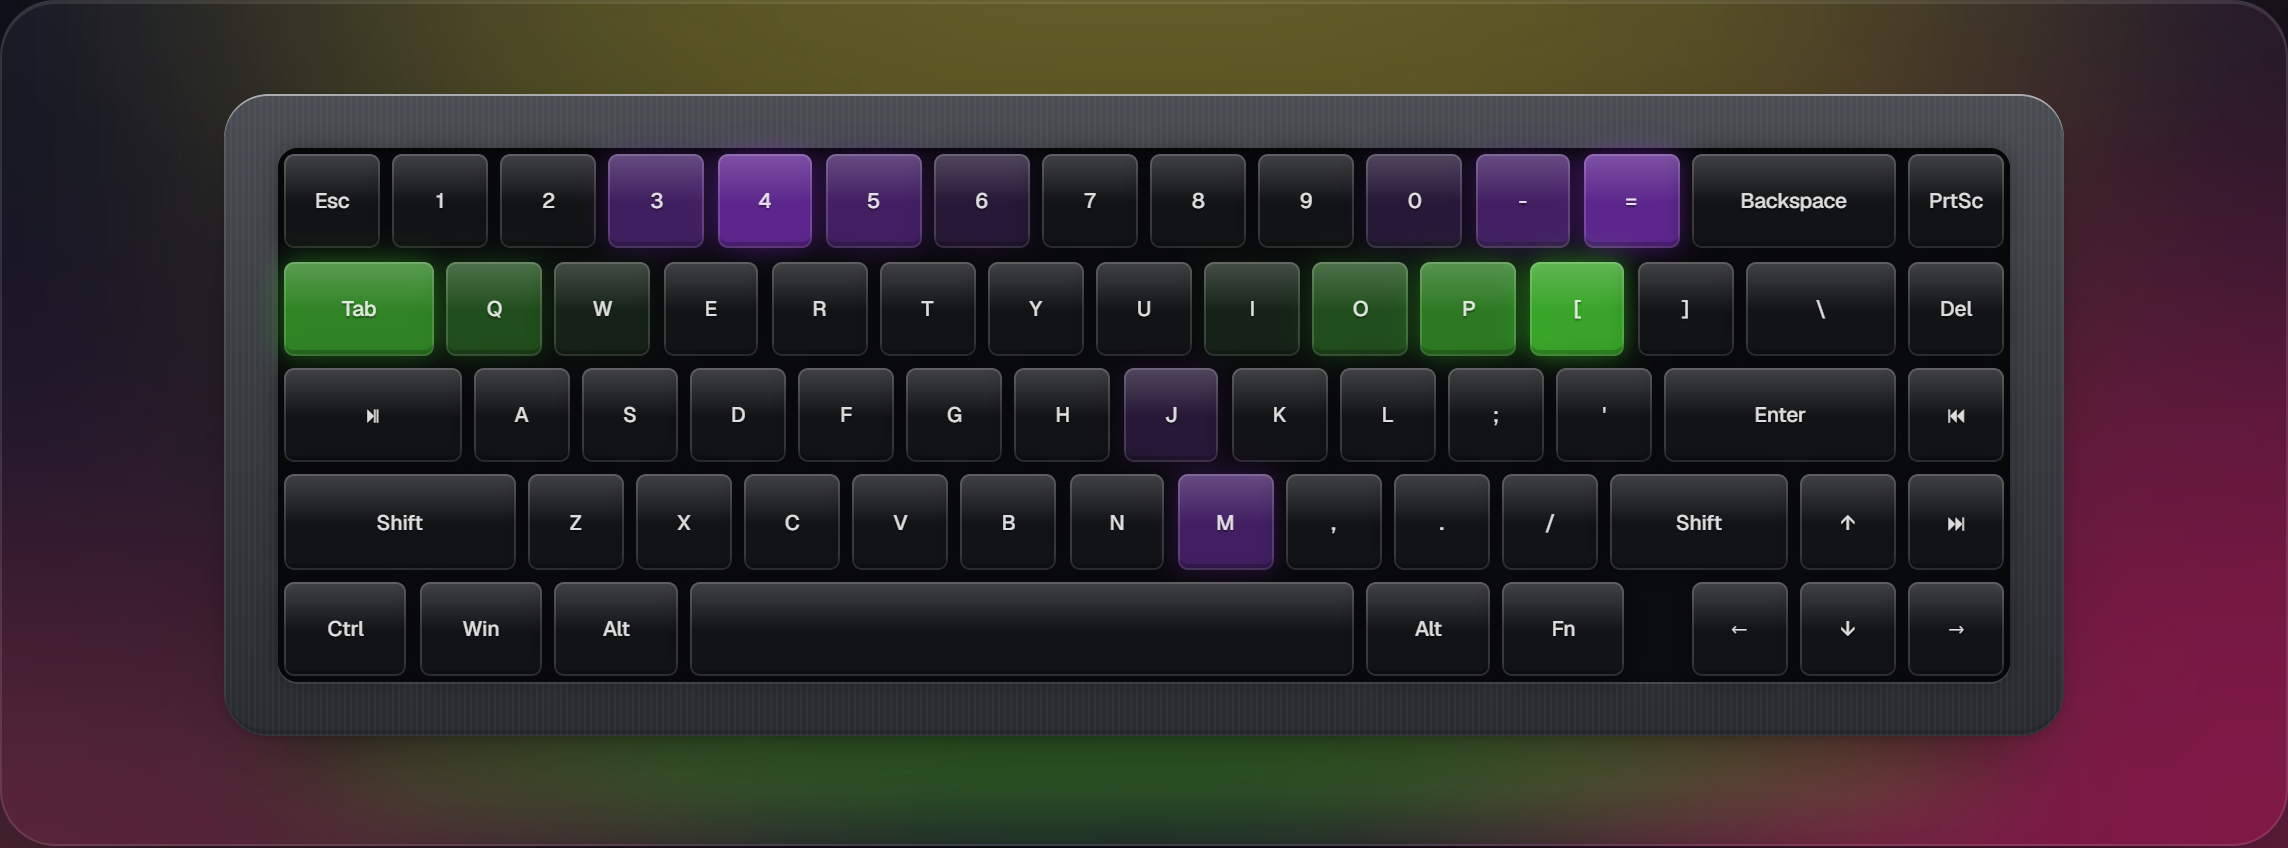 Esc 1 2 3 4 5 6 7 8 9 0 - = Backspace PrtSc
Tab Q W E R T Y U I O P [ ] \ Del
⏯ A S D F G H J K L ; ' Enter ⏮
Shift Z X C V B N M , . / Shift ↑ ⏭
Ctrl Win Alt Alt Fn ← ↓ →